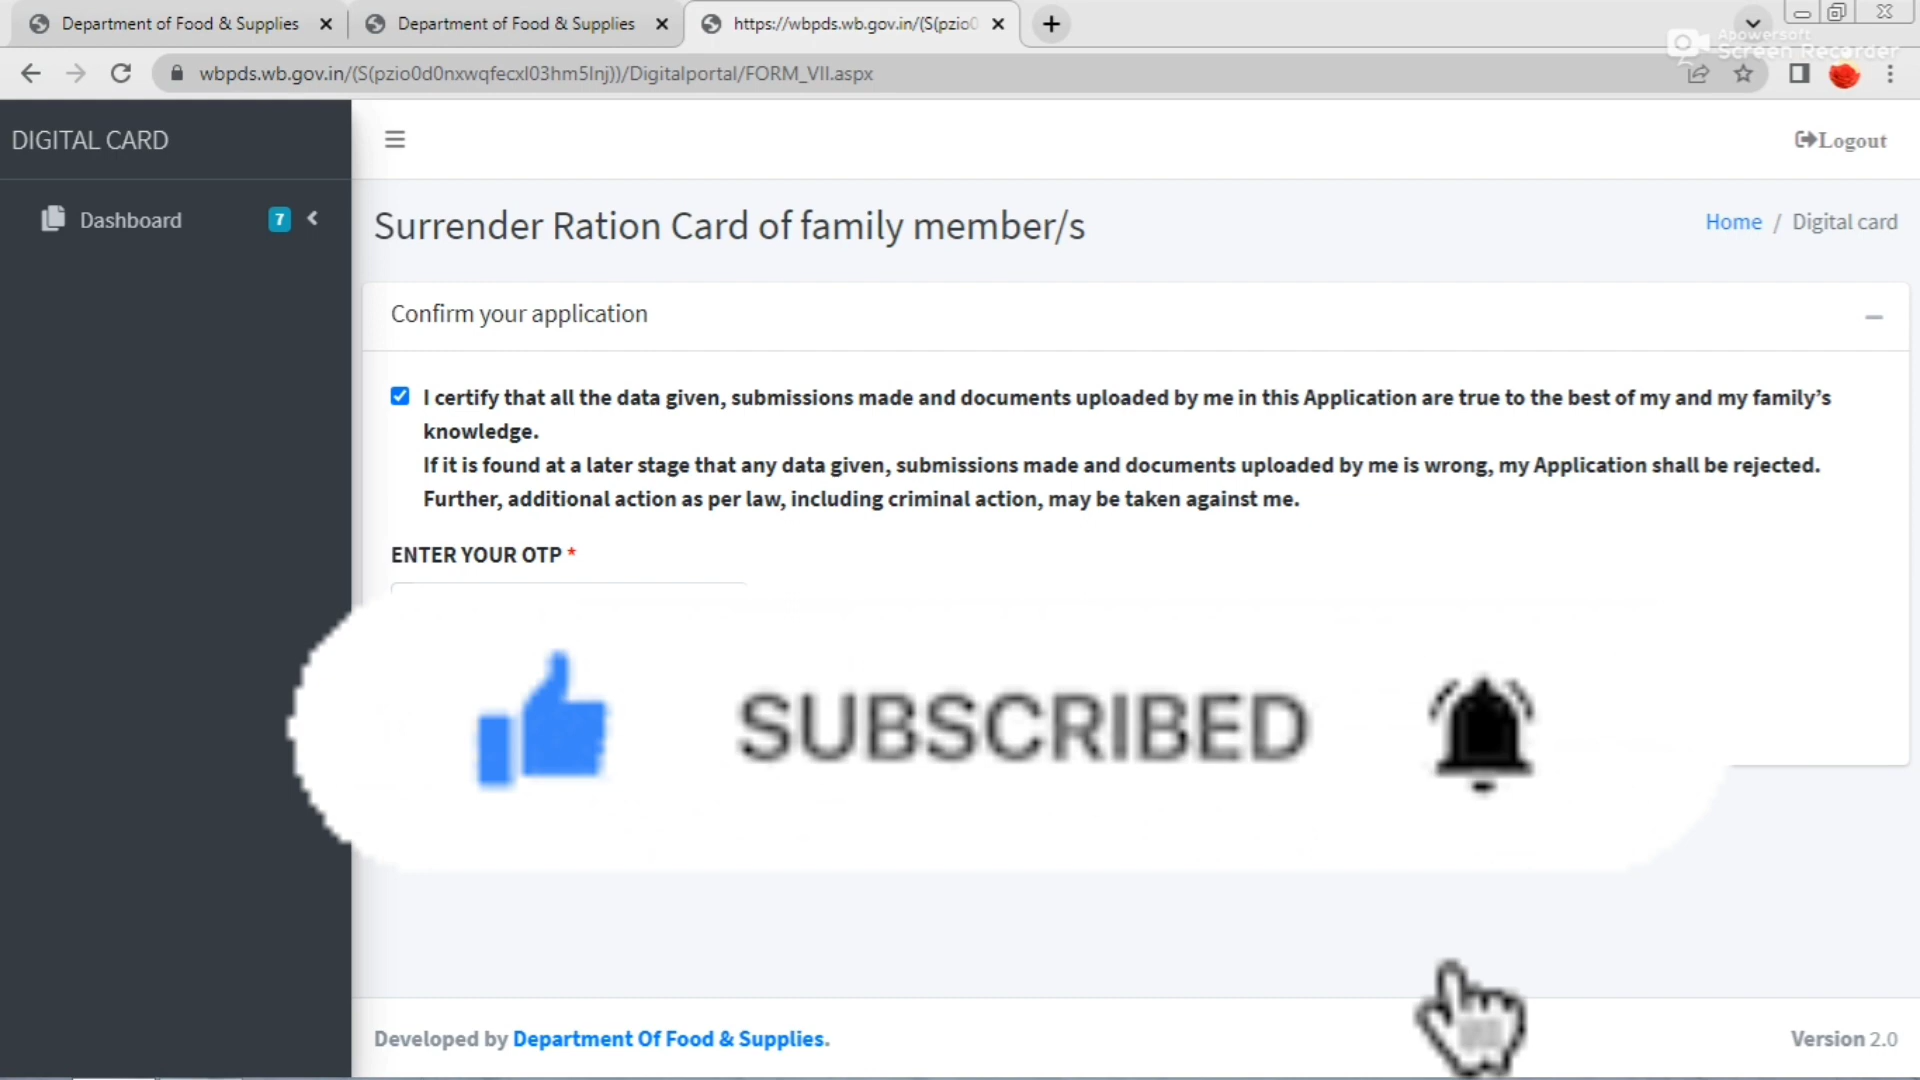 Department of Food & Supplies
Department of Food & Supplies
https://wbpds.wb.gov.in/(S(pzio0
Apowersoft
Screen Recorder
wbpds.wb.gov.in/(S(pzio0d0nxwqfecxl03hm5lnj))/Digitalportal/FORM_VII.aspx
DIGITAL CARD
Logout
Dashboard 7
Surrender Ration Card of family member/s
Home / Digital card
Confirm your application
I certify that all the data given, submissions made and documents uploaded by me in this Application are true to the best of my and my family’s
knowledge.
If it is found at a later stage that any data given, submissions made and documents uploaded by me is wrong, my Application shall be rejected.
Further, additional action as per law, including criminal action, may be taken against me.
ENTER YOUR OTP *
SUBSCRIBED
Developed by Department Of Food & Supplies.
Version 2.0